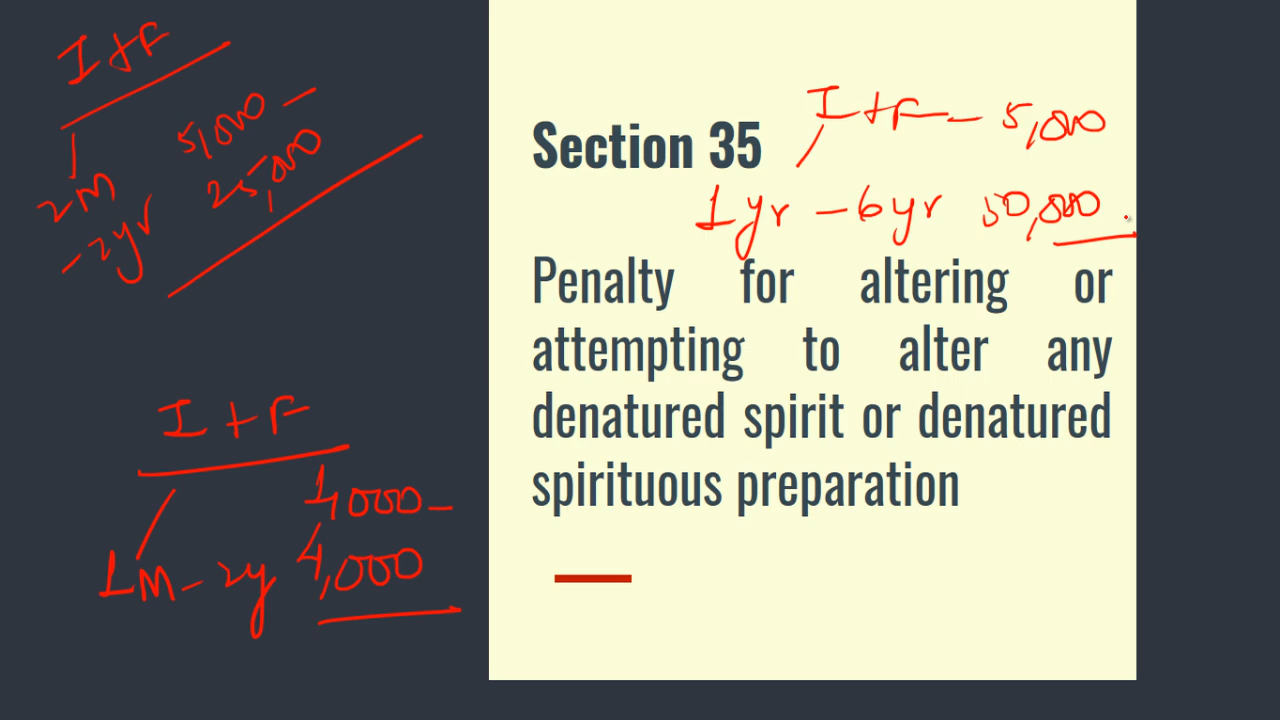 I + F
2M 5,000 –
– 2yr 25,000
I + F
1,000 –
1M – 2y 4,000
Section 35
I + F – 5,000
1yr – 6yr 50,000
Penalty for altering or
attempting to alter any
denatured spirit or denatured
spirituous preparation